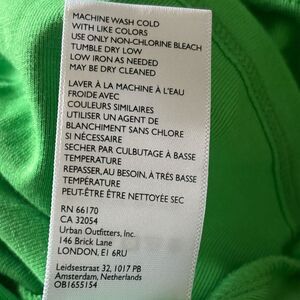 MACHINE WASH COLD
WITH LIKE COLORS
USE ONLY NON-CHLORINE BLEACH
TUMBLE DRY LOW
LOW IRON AS NEEDED
MAY BE DRY CLEANED
LAVER À LA MACHINE À L'EAU
FROIDE AVEC
COULEURS SIMILAIRES
UTILISER UN AGENT DE
BLANCHIMENT SANS CHLORE
SI NÉCESSAIRE
SECHER PAR CULBUTAGE À BASSE
TEMPERATURE
REPASSER, AU BESOIN, À TRÉS BASSE
TEMPÉRATURE
PEUT-ÊTRE ÊTRE NETTOYÉE SEC
RN 66170
CA 32054
Urban Outfitters, Inc.
146 Brick Lane
LONDON, E1 6RU
Leidsestraat 32, 1017 PB
Amsterdam, Netherlands
OB1655154